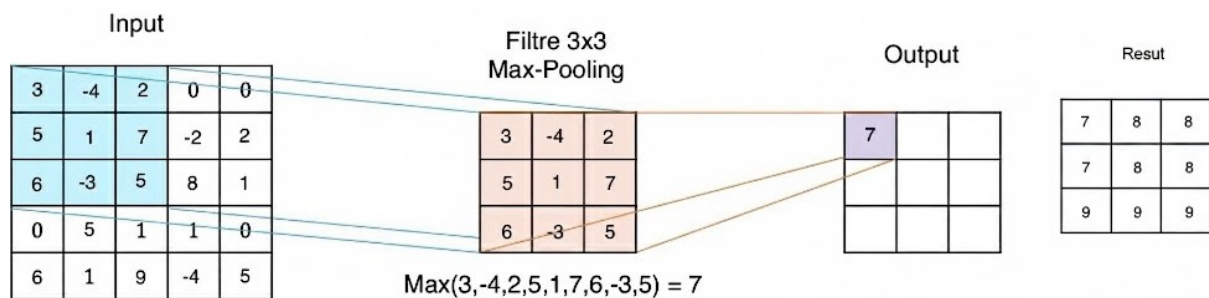 Input
3 -4 2 0 0
5 1 7 -2 2
6 -3 5 8 1
0 5 1 1 0
6 1 9 -4 5
Filtre 3x3
Max-Pooling
3 -4 2
5 1 7
6 -3 5
Max(3,-4,2,5,1,7,6,-3,5) = 7
Output
7
Resut
7 8 8
7 8 8
9 9 9